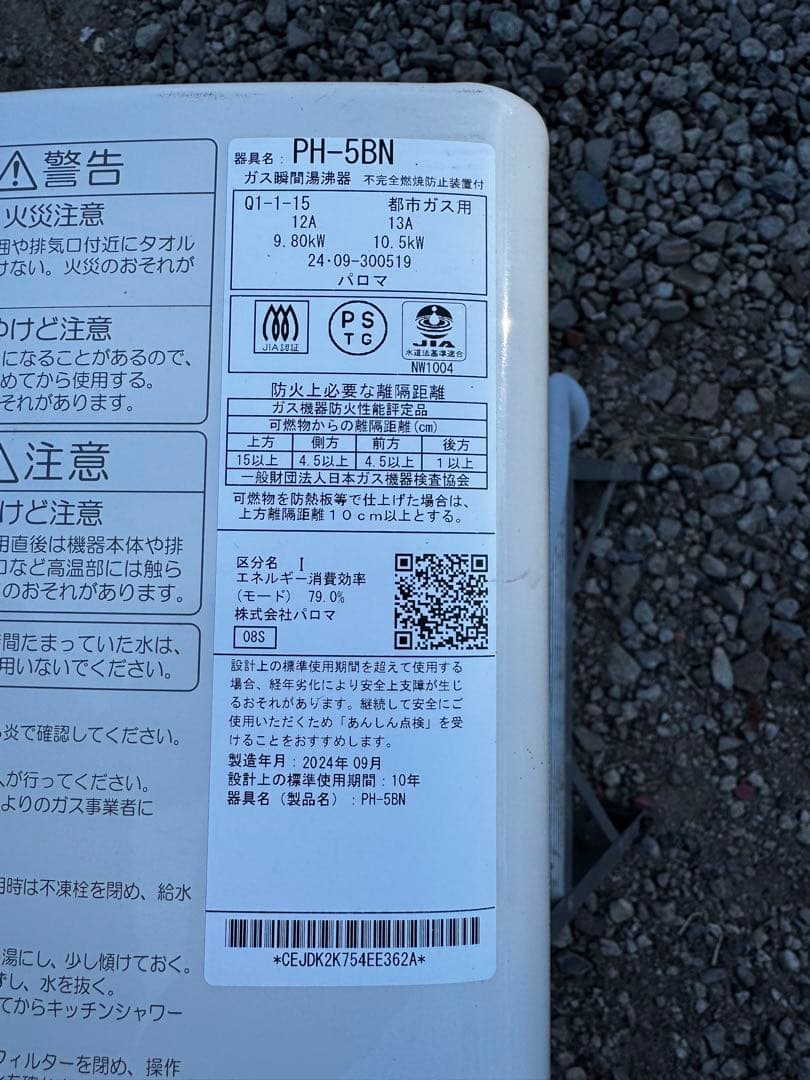 警告
火災注意
囲や排気口付近にタオル
けない。火災のおそれが
やけど注意
になることがあるので、
めてから使用する。
それがあります。
注意
けど注意
用直後は機器本体や排
口など高温部には触ら
のおそれがあります。
間たまっていた水は、
用いないでください。
炎で確認してください。
が行ってください。
よりのガス事業者に
用時は不凍栓を閉め、給水
湯にし、少し傾けておく。
ずし、水を抜く。
てからキッチンシャワー
フィルターを閉め、操作
器具名: PH-5BN
ガス瞬間湯沸器 不完全燃焼防止装置付
Q1-1-15 都市ガス用
12A 13A
9.80kW 10.5kW
24・09-300519
パロマ
JIA認証
PS
TG
JIA
水道法基準適合
NW1004
防火上必要な離隔距離
ガス機器防火性能評定品
可燃物からの離隔距離(cm)
上方 側方 前方 後方
15以上 4.5以上 4.5以上 1以上
一般財団法人日本ガス機器検査協会
可燃物を防熱板等で仕上げた場合は、
上方離隔距離10cm以上とする。
区分名 I
エネルギー消費効率
(モード) 79.0%
株式会社パロマ
08S
設計上の標準使用期間を超えて使用する
場合、経年劣化により安全上支障が生じ
るおそれがあります。継続して安全にご
使用いただくため「あんしん点検」を受
けることをおすすめします。
製造年月:2024年09月
設計上の標準使用期間:10年
器具名(製品名):PH-5BN
*CEJDK2K754EE362A*